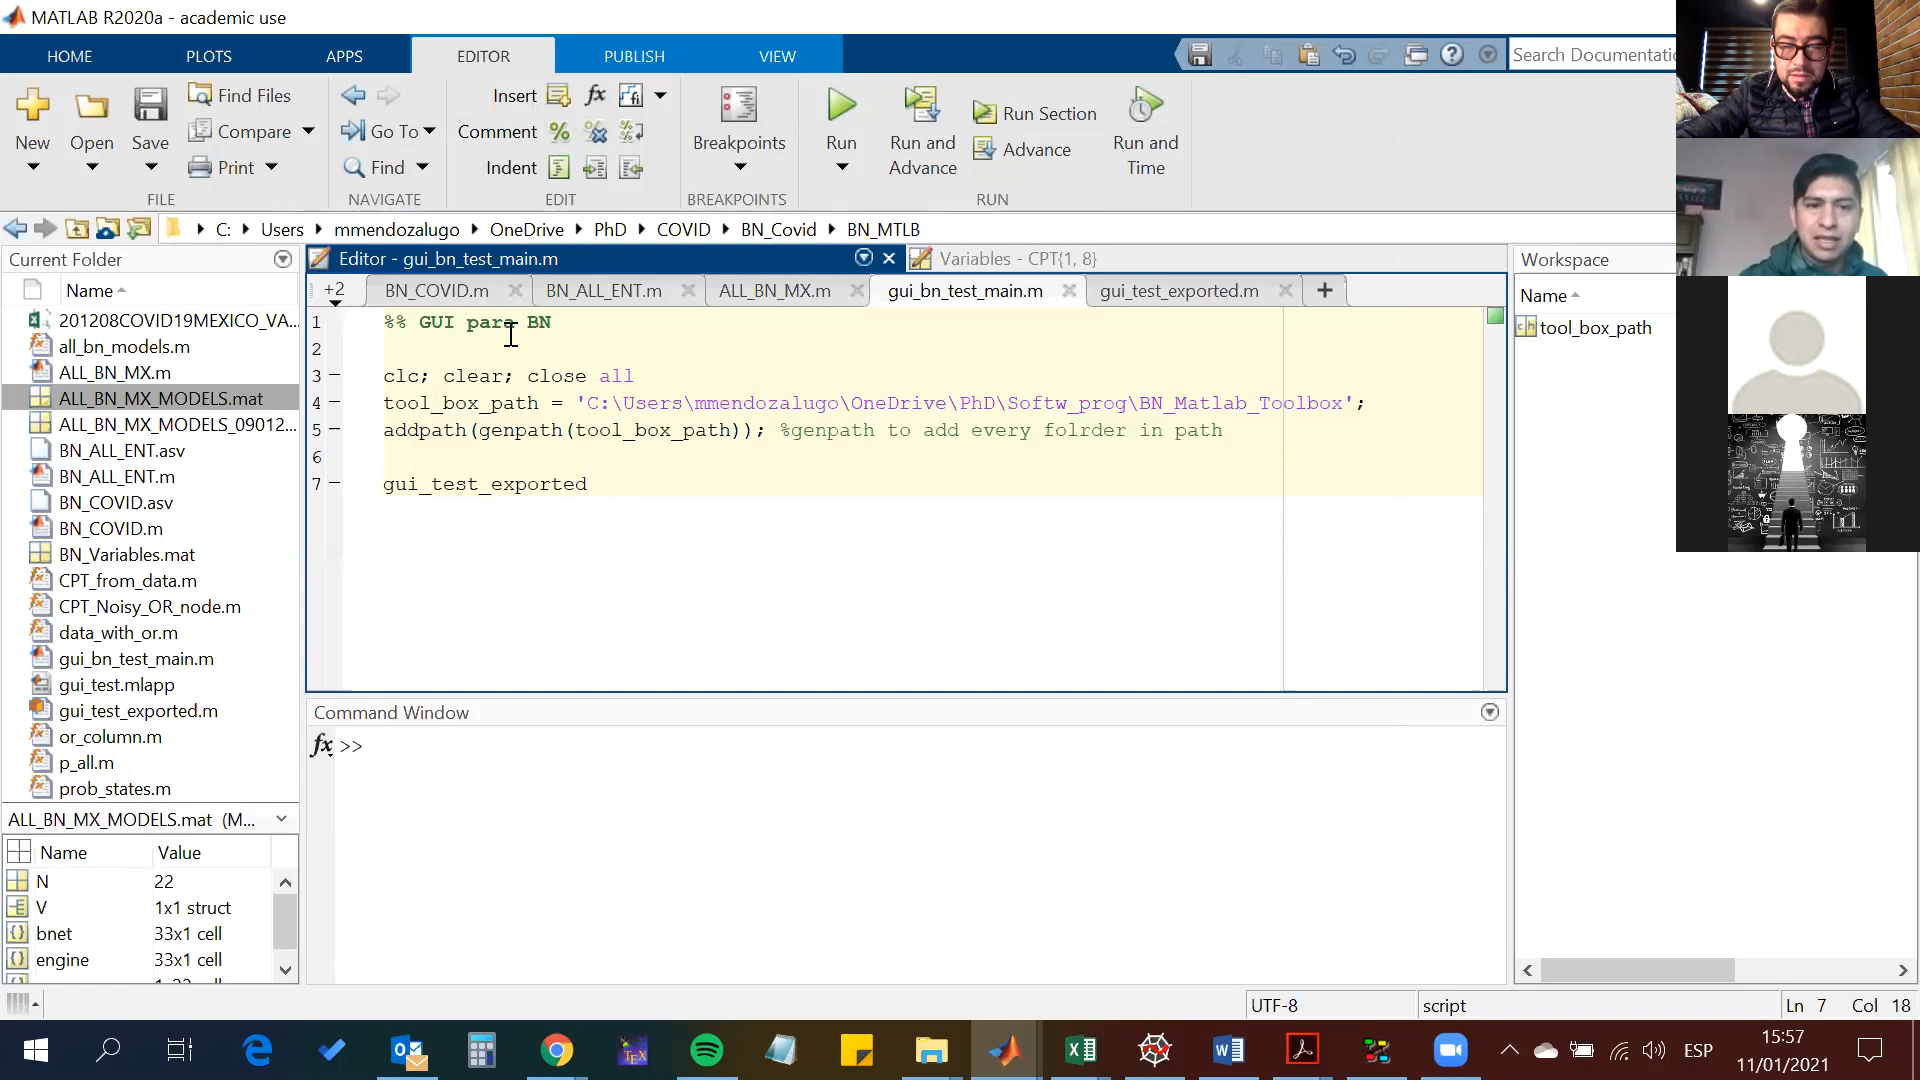 MATLAB R2020a - academic use
HOME PLOTS APPS EDITOR PUBLISH VIEW
Search Documentatio
New Open Save
Find Files
Compare
Print
FILE
Go To
Find
NAVIGATE
Insert fx fi
Comment
Indent
EDIT
Breakpoints
BREAKPOINTS
Run
Run and Advance
Run Section
Advance
Run and Time
RUN
C: Users mmendozalugo OneDrive PhD COVID BN_Covid BN_MTLB
Current Folder
Name
201208COVID19MEXICO_VA...
all_bn_models.m
ALL_BN_MX.m
ALL_BN_MX_MODELS.mat
ALL_BN_MX_MODELS_09012...
BN_ALL_ENT.asv
BN_ALL_ENT.m
BN_COVID.asv
BN_COVID.m
BN_Variables.mat
CPT_from_data.m
CPT_Noisy_OR_node.m
data_with_or.m
gui_bn_test_main.m
gui_test.mlapp
gui_test_exported.m
or_column.m
p_all.m
prob_states.m
ALL_BN_MX_MODELS.mat (M...
Name Value
N 22
V 1x1 struct
bnet 33x1 cell
engine 33x1 cell
Editor - gui_bn_test_main.m
Variables - CPT{1, 8}
+2 BN_COVID.m BN_ALL_ENT.m ALL_BN_MX.m gui_bn_test_main.m gui_test_exported.m +
1 %% GUI para BN
2
3 clc; clear; close all
4 tool_box_path = 'C:\Users\mmendozalugo\OneDrive\PhD\Softw_prog\BN_Matlab_Toolbox';
5 addpath(genpath(tool_box_path)); %genpath to add every folrder in path
6
7 gui_test_exported
Command Window
fx >>
Workspace
Name
tool_box_path
UTF-8 script Ln 7 Col 18
ESP
15:57
11/01/2021